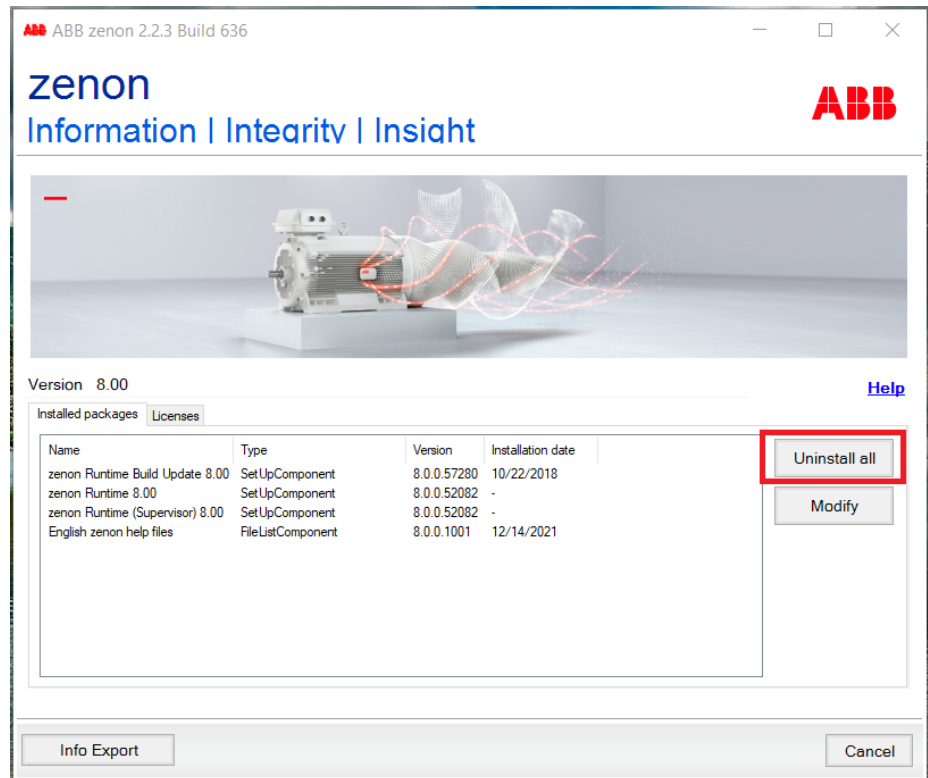 ABB ABB zenon 2.2.3 Build 636
zenon
ABB
Information | Integrity | Insight
Version 8.00
Help
Installed packages Licenses
Name Type Version Installation date
zenon Runtime Build Update 8.00 SetUpComponent 8.0.0.57280 10/22/2018
zenon Runtime 8.00 SetUpComponent 8.0.0.52082 -
zenon Runtime (Supervisor) 8.00 SetUpComponent 8.0.0.52082 -
English zenon help files FileListComponent 8.0.0.1001 12/14/2021
Uninstall all
Modify
Info Export
Cancel